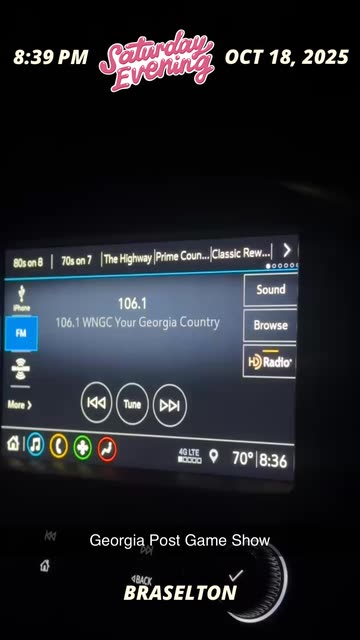 8:39 PM Saturday Evening OCT 18, 2025
80s on 8 | 70s on 7 | The Highway | Prime Coun... | Classic Rew... |
iPhone
FM
More
106.1
106.1 WNGC Your Georgia Country
Tune
Sound
Browse
HD Radio
4G LTE
70° | 8:36
Georgia Post Game Show
BACK
BRASELTON